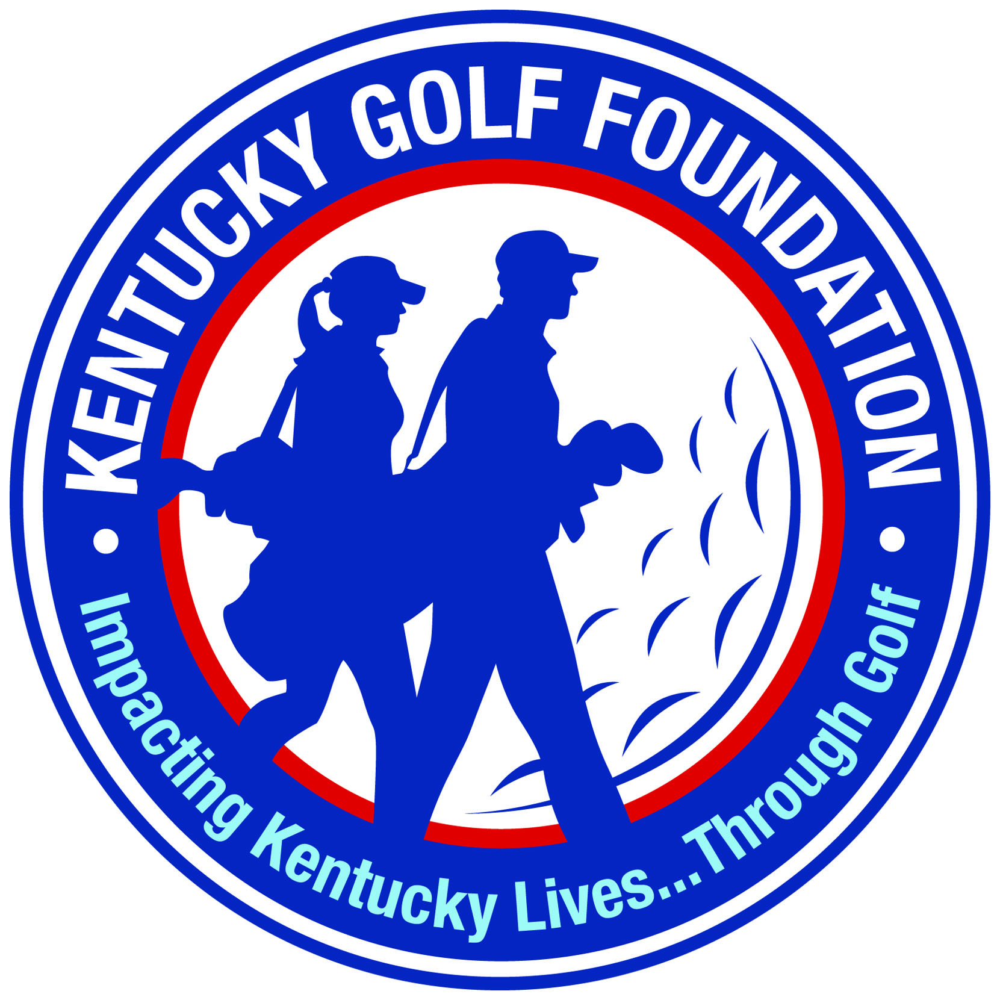 KENTUCKY GOLF FOUNDATION
Impacting Kentucky Lives...Through Golf